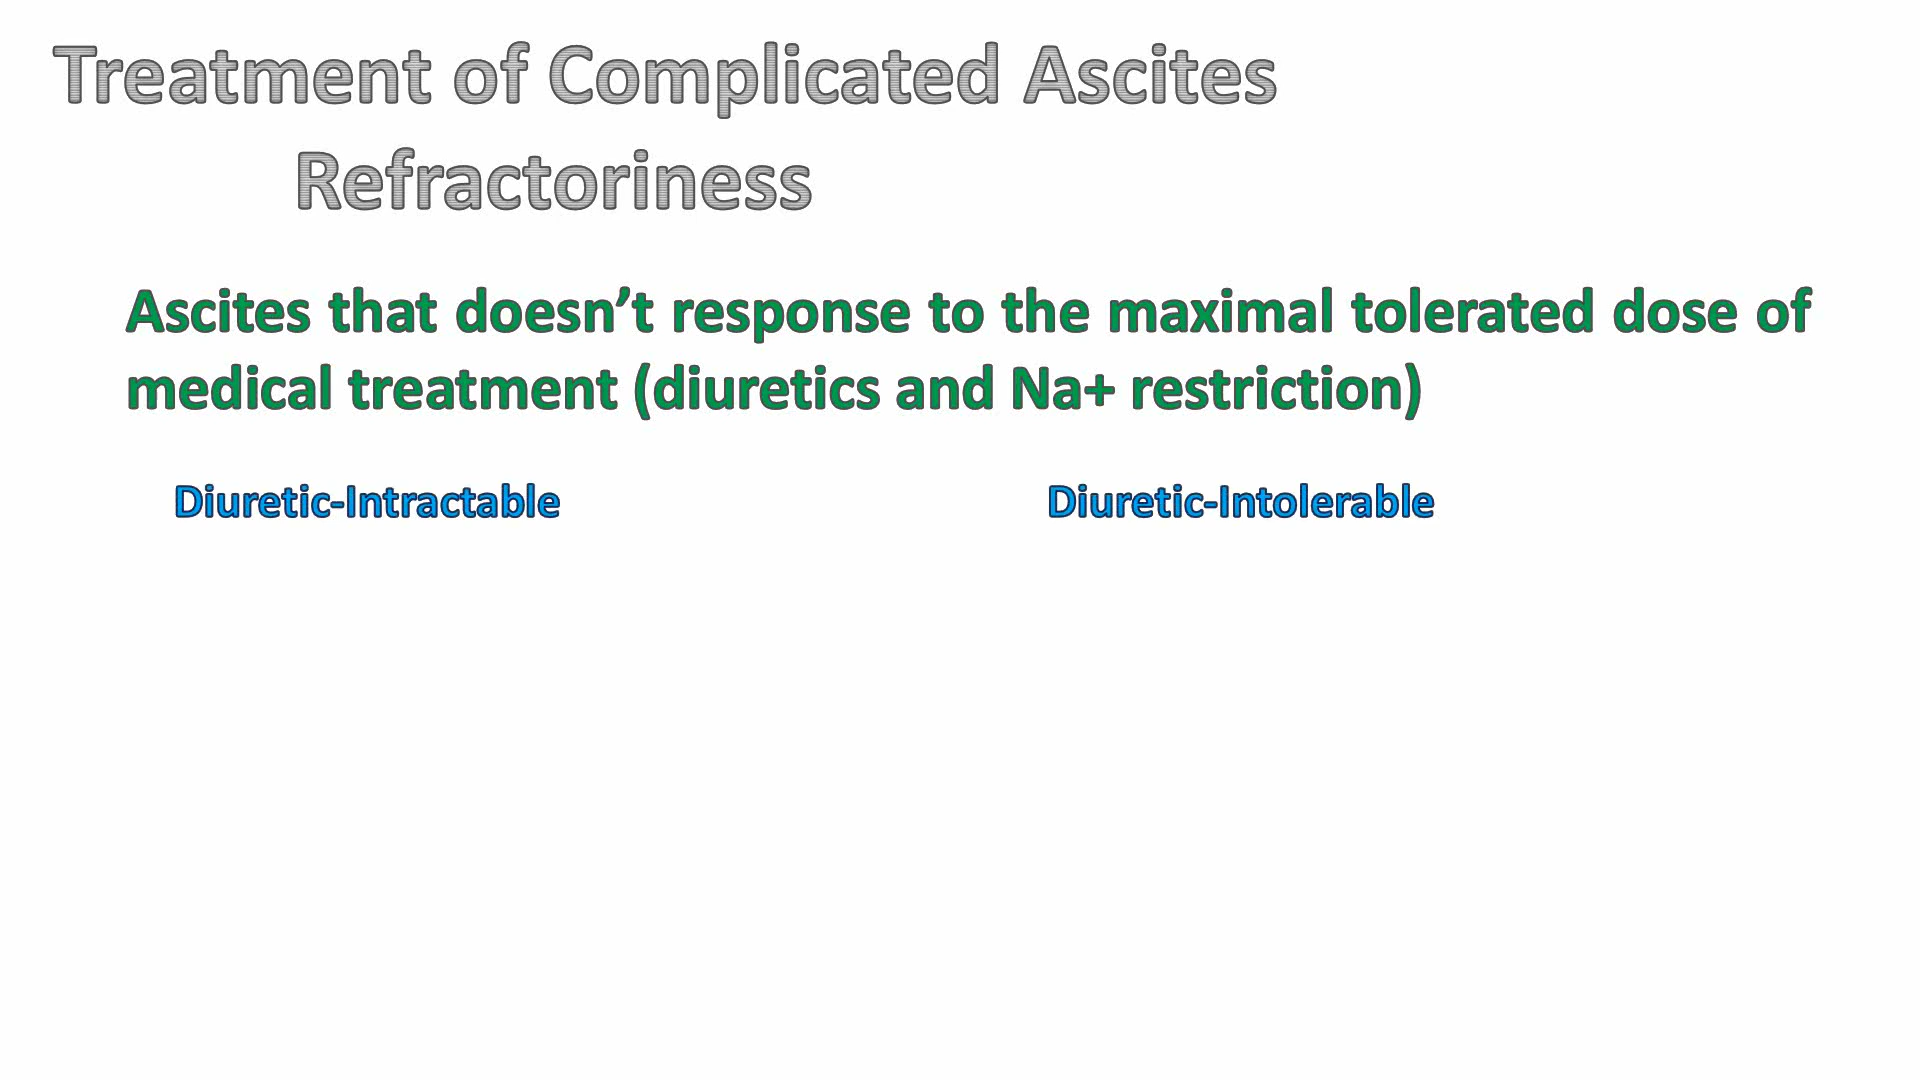 Treatment of Complicated Ascites
Refractoriness
Ascites that doesn’t response to the maximal tolerated dose of
medical treatment (diuretics and Na+ restriction)
Diuretic-Intractable
Diuretic-Intolerable